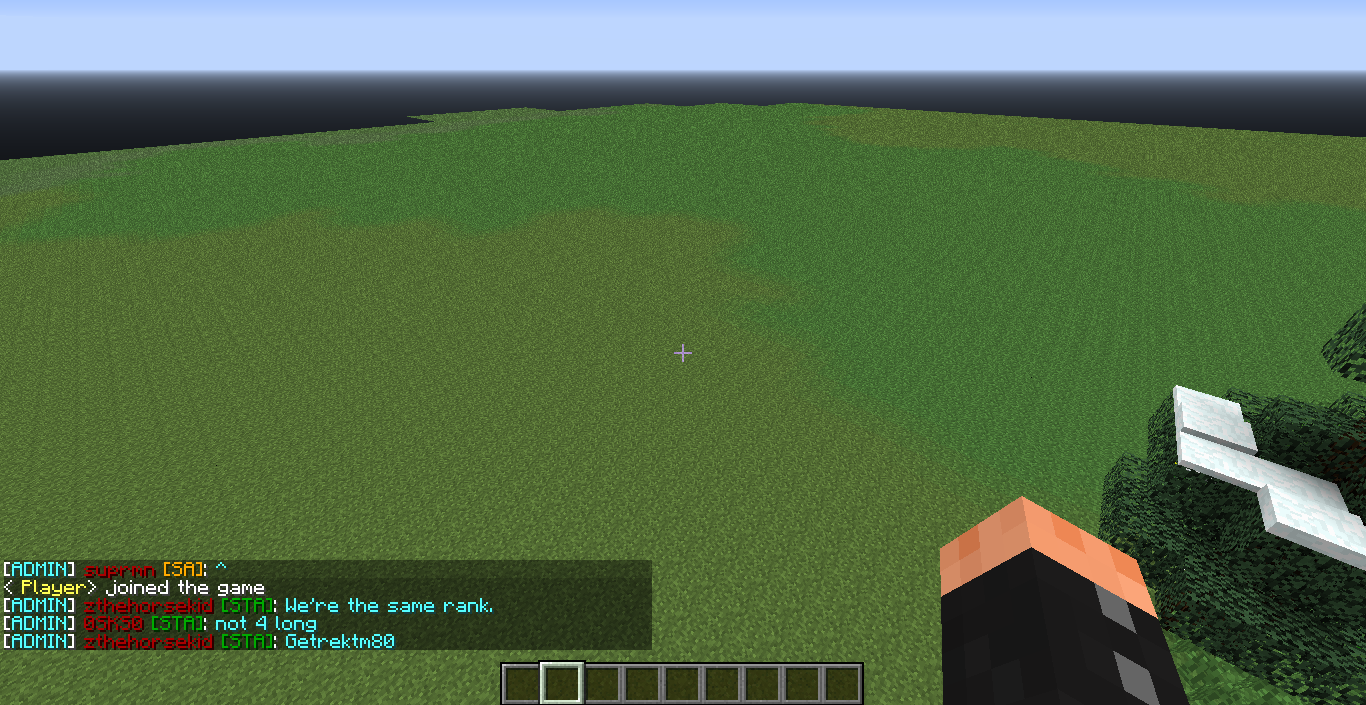 [ADMIN] suprmn [SA]: ^
< Player> joined the game
[ADMIN] zthehorsekid [STA]: We're the same rank.
[ADMIN] 0SKS0 [STA]: not 4 long
[ADMIN] zthehorsekid [STA]: Getrektm80